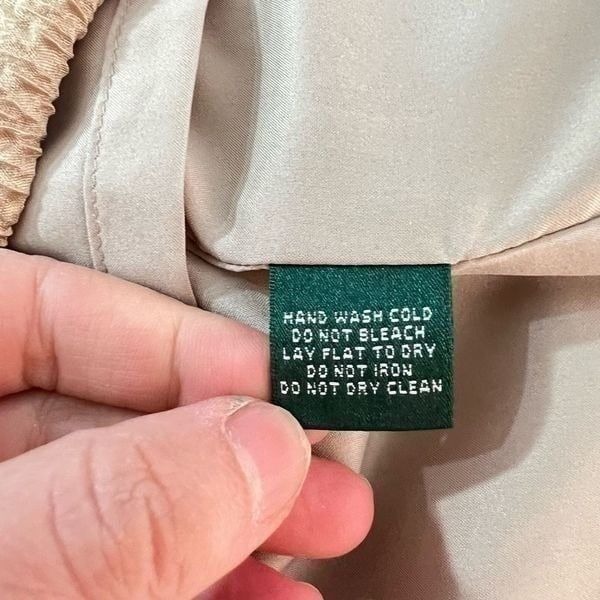 HAND WASH COLD
DO NOT BLEACH
LAY FLAT TO DRY
DO NOT IRON
DO NOT DRY CLEAN